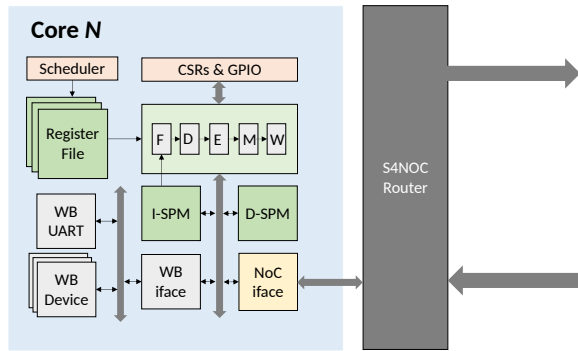 Core N
Scheduler
CSRs & GPIO
Register
File
F
D
E
M
W
S4NOC
Router
WB
UART
I-SPM
D-SPM
WB
Device
WB
iface
NoC
iface